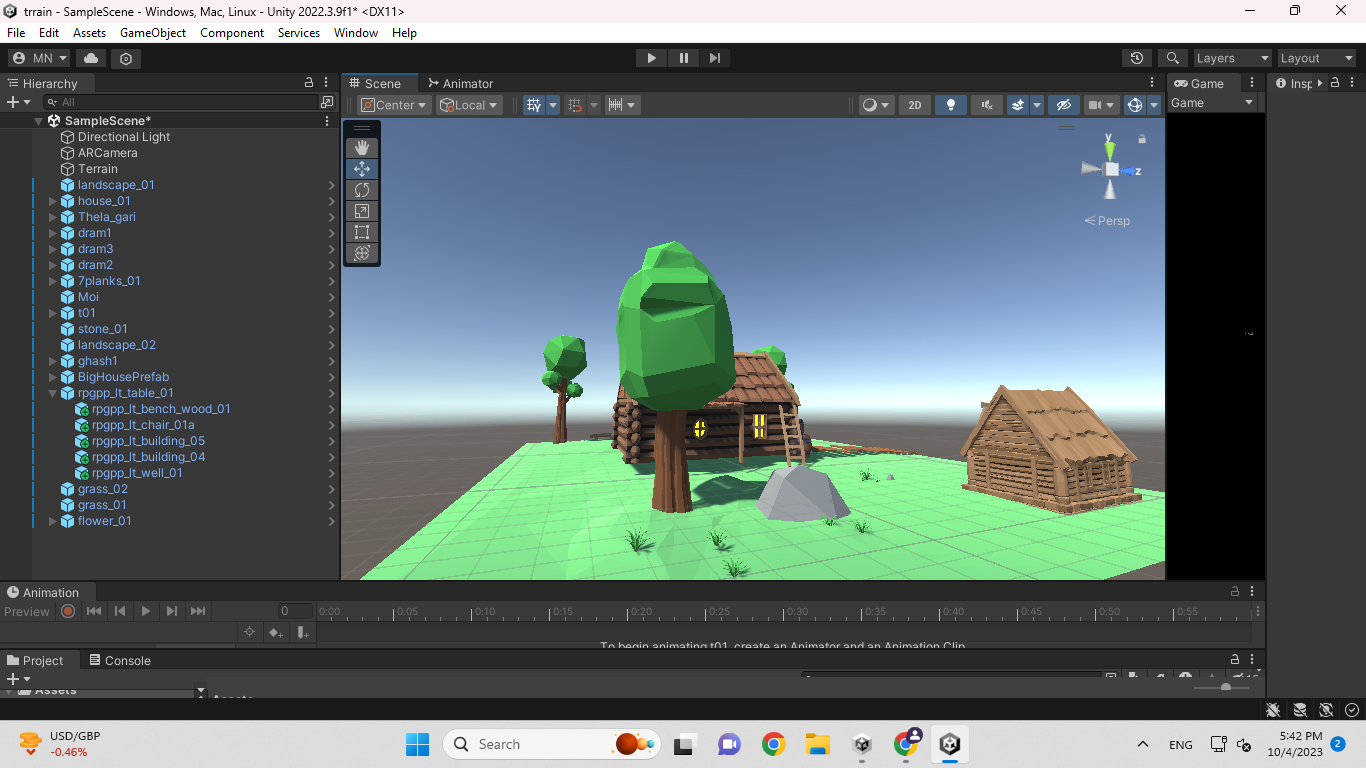 trrain - SampleScene - Windows, Mac, Linux - Unity 2022.3.9f1* <DX11>
File Edit Assets GameObject Component Services Window Help
MN Layers Layout
Hierarchy Scene Animator Game Insp
All Center Local 2D Game
SampleScene*
Directional Light
ARCamera
Terrain
landscape_01
house_01
Thela_gari
dram1
dram3
dram2
7planks_01
Moi
t01
stone_01
landscape_02
ghash1
BigHousePrefab
rpgpp_lt_table_01
rpgpp_lt_bench_wood_01
rpgpp_lt_chair_01a
rpgpp_lt_building_05
rpgpp_lt_building_04
rpgpp_lt_well_01
grass_02
grass_01
flower_01
y
z
Persp
Animation
Preview 0 0:00 0:05 0:10 0:15 0:20 0:25 0:30 0:35 0:40 0:45 0:50 0:55
To begin animating t01, create an Animator and an Animation Clip
Project Console
Assets
Assets
USD/GBP
-0.46%
Search
ENG
5:42 PM
10/4/2023
2